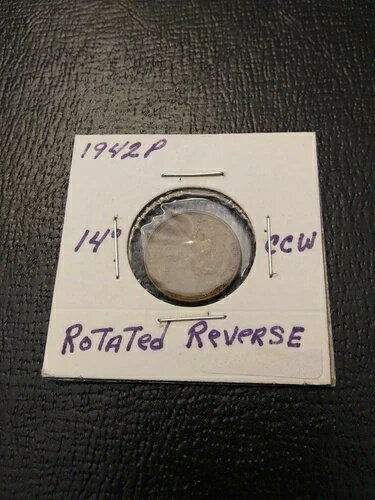 1942P
14° CCW
ROTATED REVERSE